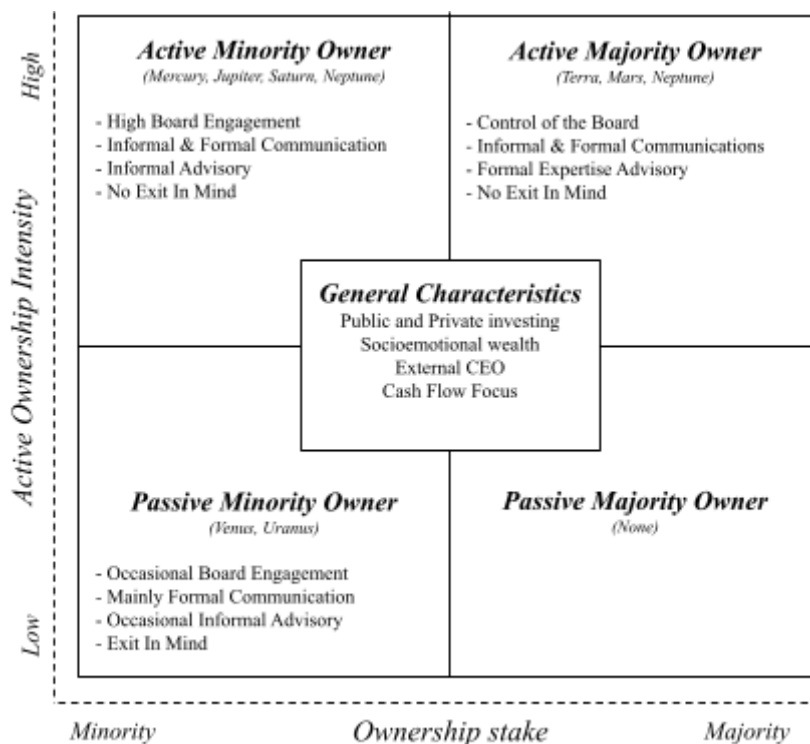 High
Active Ownership Intensity
Low
Active Minority Owner
(Mercury, Jupiter, Saturn, Neptune)
- High Board Engagement
- Informal & Formal Communication
- Informal Advisory
- No Exit In Mind
Active Majority Owner
(Terra, Mars, Neptune)
- Control of the Board
- Informal & Formal Communications
- Formal Expertise Advisory
- No Exit In Mind
General Characteristics
Public and Private investing
Socioemotional wealth
External CEO
Cash Flow Focus
Passive Minority Owner
(Venus, Uranus)
- Occasional Board Engagement
- Mainly Formal Communication
- Occasional Informal Advisory
- Exit In Mind
Passive Majority Owner
(None)
Minority
Ownership stake
Majority